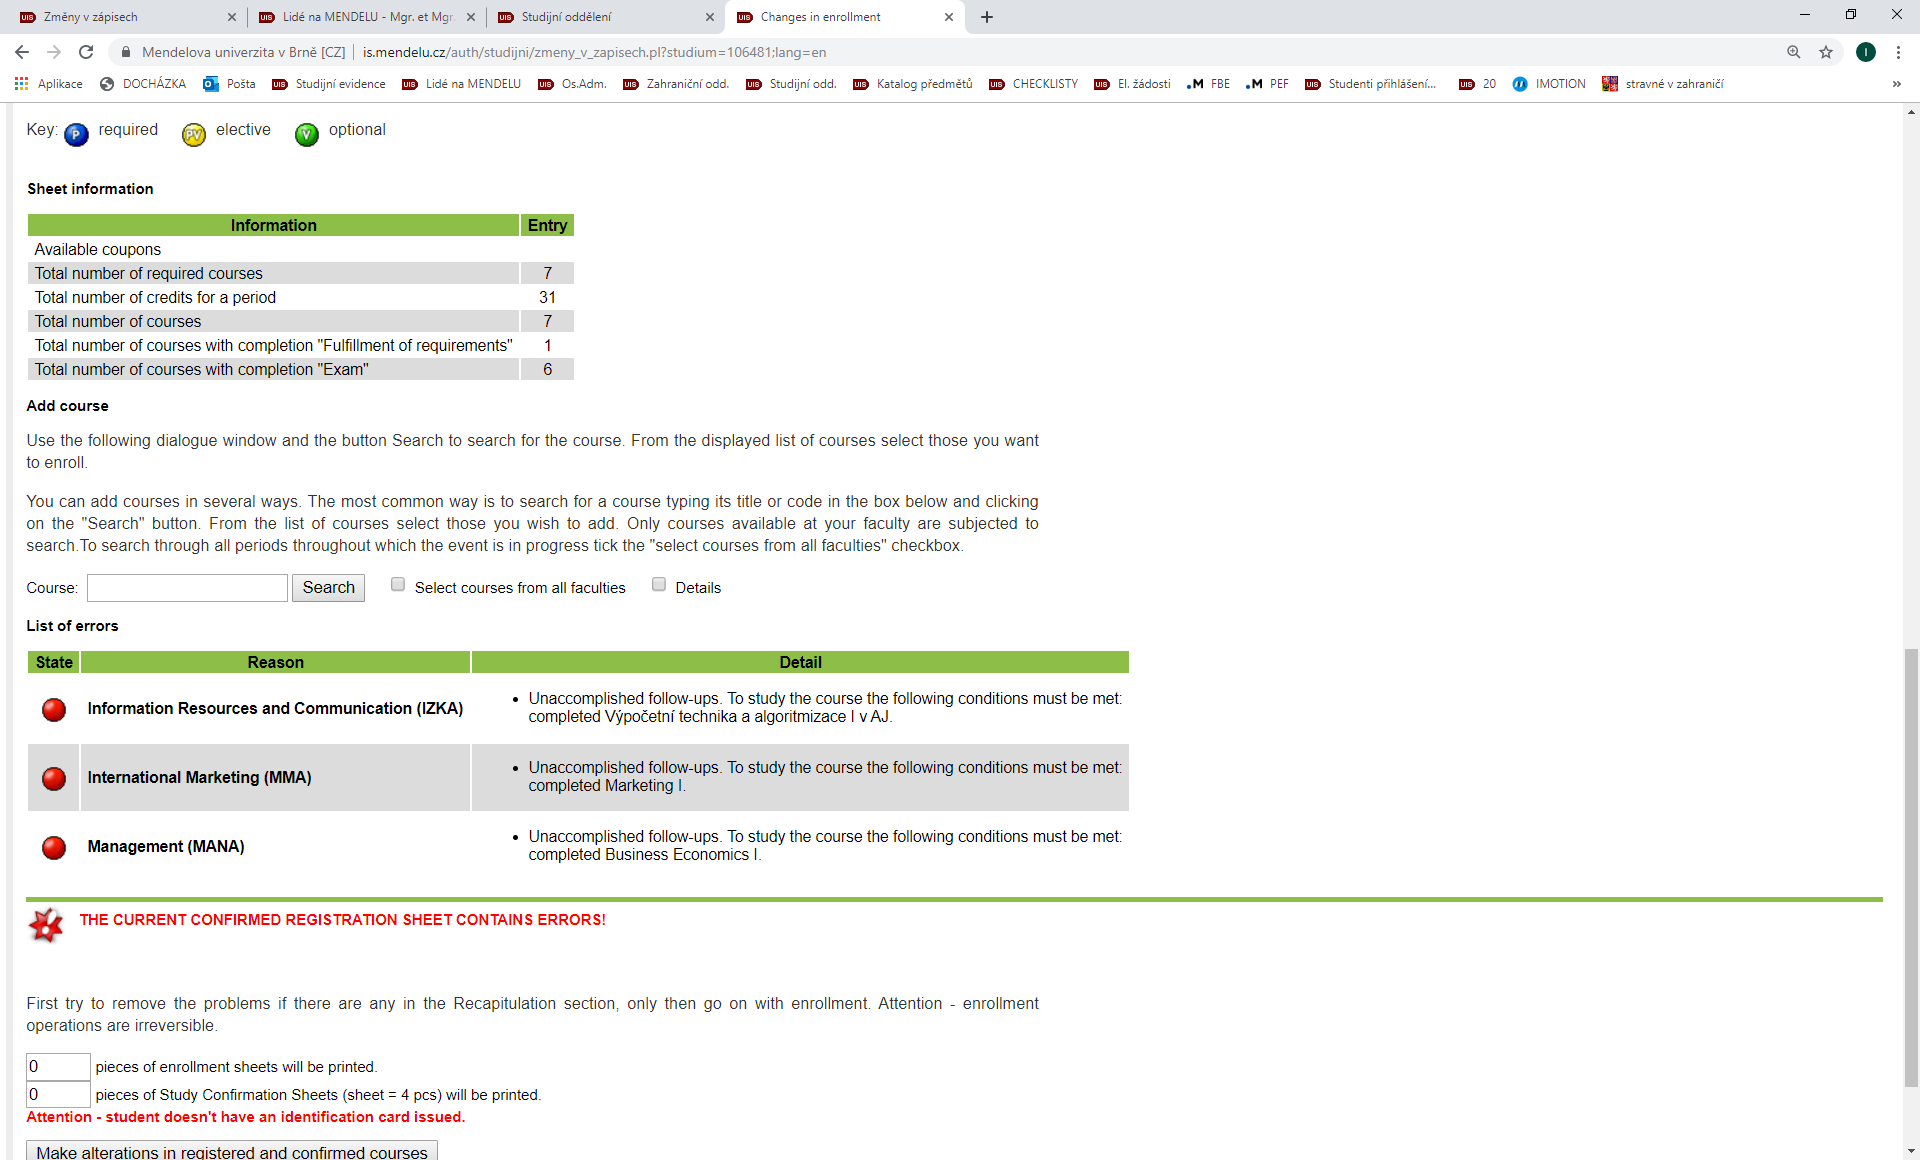 Změny v zápisech
Lidé na MENDELU - Mgr. et Mgr.
Studijní oddělení
Changes in enrollment
Mendelova univerzita v Brně [CZ] | is.mendelu.cz/auth/studijni/zmeny_v_zapisech.pl?studium=106481;lang=en
Aplikace DOCHÁZKA Pošta Studijní evidence Lidé na MENDELU Os.Adm. Zahraniční odd. Studijní odd. Katalog předmětů CHECKLISTY El. žádosti FBE PEF Studenti přihlášení... 20 IMOTION stravné v zahraničí »
Key: P required PV elective V optional
Sheet information
Information Entry
Available coupons
Total number of required courses 7
Total number of credits for a period 31
Total number of courses 7
Total number of courses with completion "Fulfillment of requirements" 1
Total number of courses with completion "Exam" 6
Add course
Use the following dialogue window and the button Search to search for the course. From the displayed list of courses select those you want
to enroll.
You can add courses in several ways. The most common way is to search for a course typing its title or code in the box below and clicking
on the "Search" button. From the list of courses select those you wish to add. Only courses available at your faculty are subjected to
search.To search through all periods throughout which the event is in progress tick the "select courses from all faculties" checkbox.
Course: Search Select courses from all faculties Details
List of errors
State Reason Detail
Information Resources and Communication (IZKA)
• Unaccomplished follow-ups. To study the course the following conditions must be met:
completed Výpočetní technika a algoritmizace I v AJ.
International Marketing (MMA)
• Unaccomplished follow-ups. To study the course the following conditions must be met:
completed Marketing I.
Management (MANA)
• Unaccomplished follow-ups. To study the course the following conditions must be met:
completed Business Economics I.
THE CURRENT CONFIRMED REGISTRATION SHEET CONTAINS ERRORS!
First try to remove the problems if there are any in the Recapitulation section, only then go on with enrollment. Attention - enrollment
operations are irreversible.
0 pieces of enrollment sheets will be printed.
0 pieces of Study Confirmation Sheets (sheet = 4 pcs) will be printed.
Attention - student doesn't have an identification card issued.
Make alterations in registered and confirmed courses